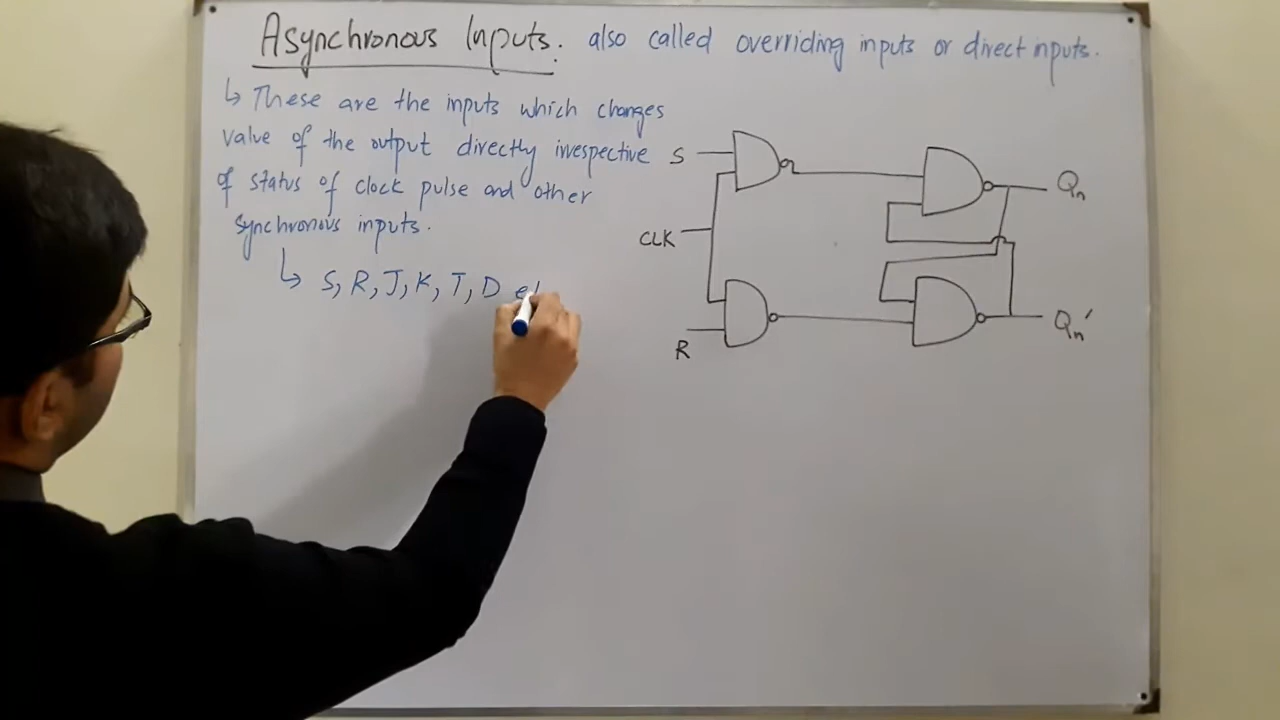 Asynchronous Inputs. also called overriding inputs or direct inputs.
↳ These are the inputs which changes
value of the output directly irrespective
of status of clock pulse and other
synchronous inputs.
↳ S, R, J, K, T, D
S
CLK
R
Qn
Qn'